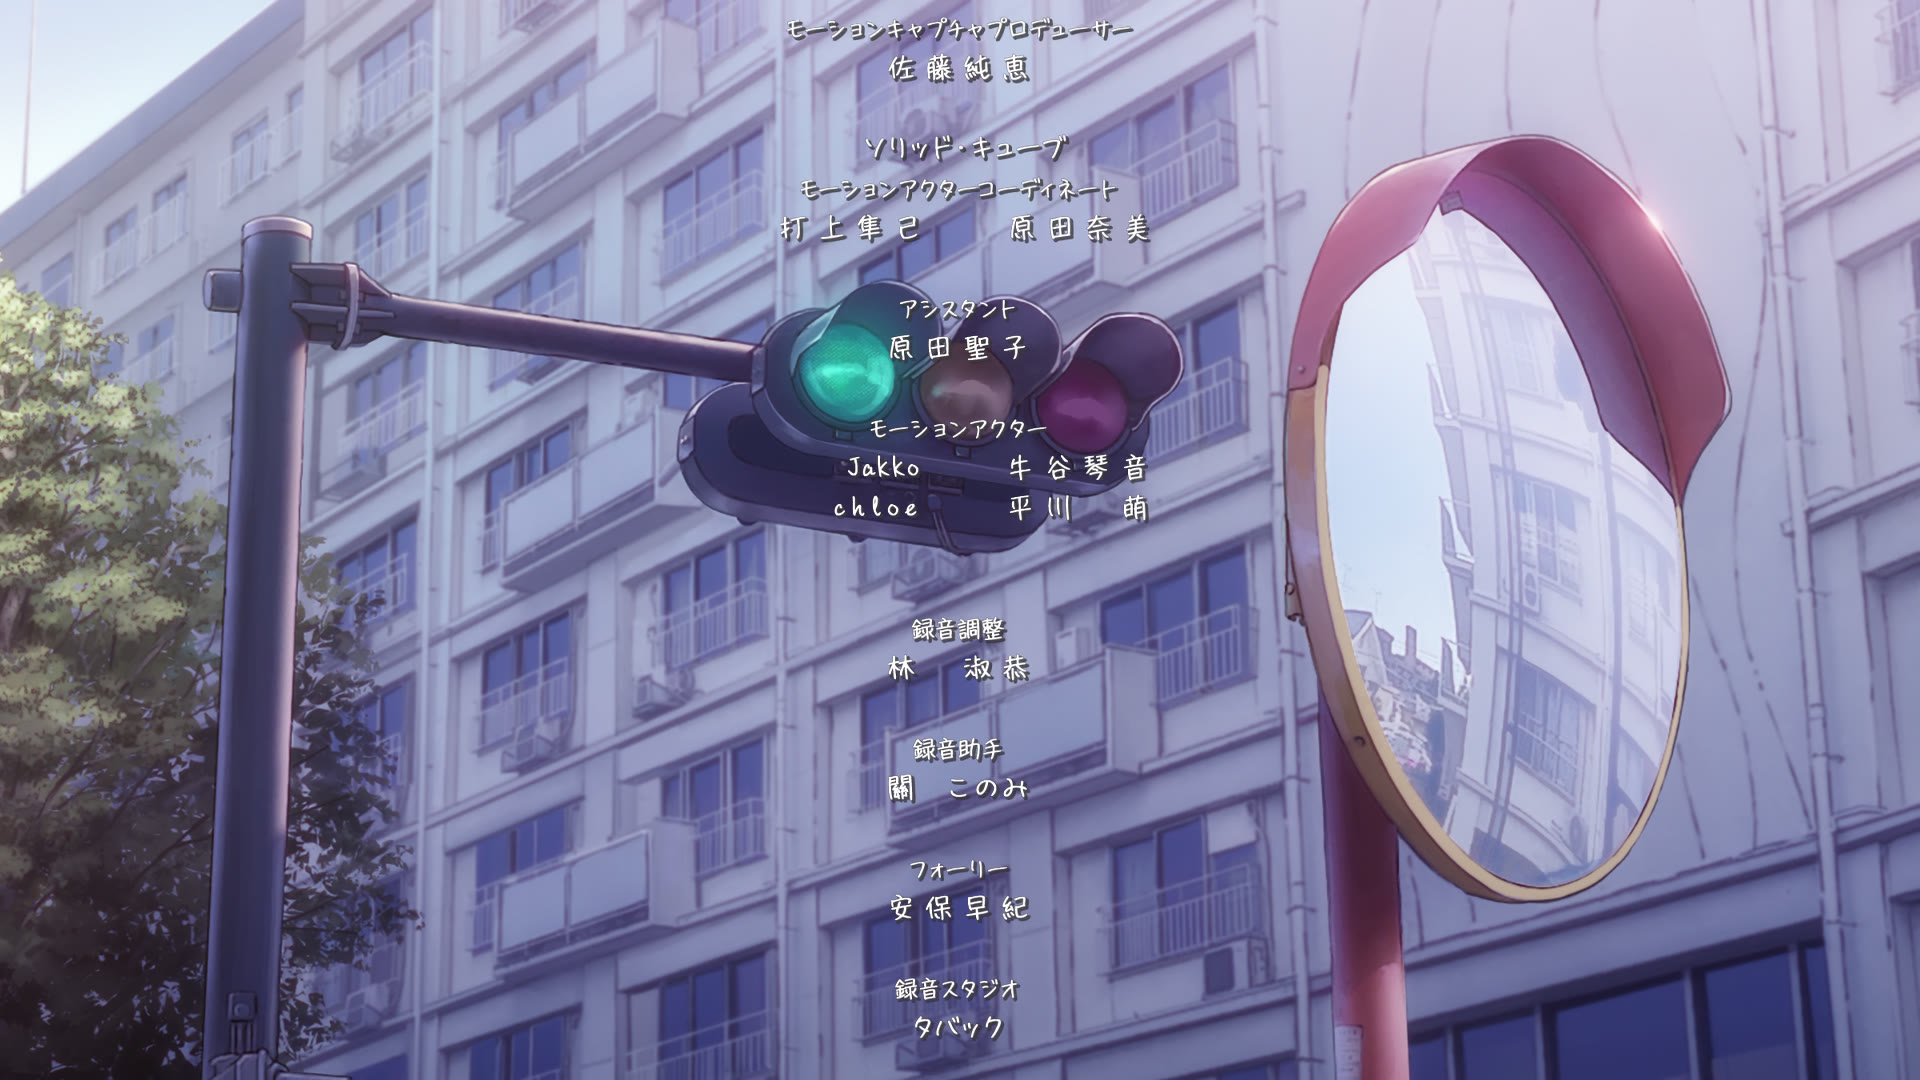 モーションキャプチャプロデューサー
佐藤純恵
ソリッド・キューブ
モーションアクターコーディネート
打上隼己　原田奈美
アシスタント
原田聖子
モーションアクター
Jakko　牛谷琴音
chloe　平川　萌
録音調整
林　淑恭
録音助手
關　このみ
フォーリー
安保早紀
録音スタジオ
タバック